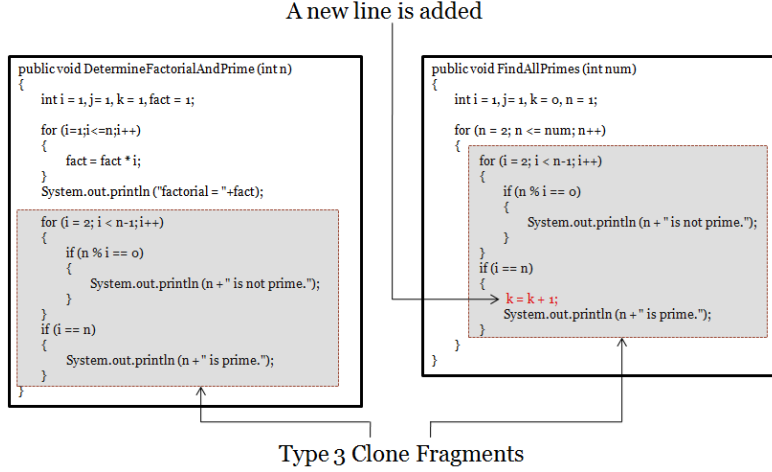 A new line is added
public void DetermineFactorialAndPrime (int n)
{
int i = 1, j= 1, k = 1, fact = 1;
for (i=1;i<=n;i++)
{
fact = fact * i;
}
System.out.println ("factorial = "+fact);
for (i = 2; i < n-1; i++)
{
if (n % i == 0)
{
System.out.println (n + " is not prime.");
}
}
if (i == n)
{
System.out.println (n + " is prime.");
}
}
public void FindAllPrimes (int num)
{
int i = 1, j= 1, k = 0, n = 1;
for (n = 2; n <= num; n++)
{
for (i = 2; i < n-1; i++)
{
if (n % i == 0)
{
System.out.println (n + " is not prime.");
}
}
if (i == n)
{
k = k + 1;
System.out.println (n + " is prime.");
}
}
}
Type 3 Clone Fragments